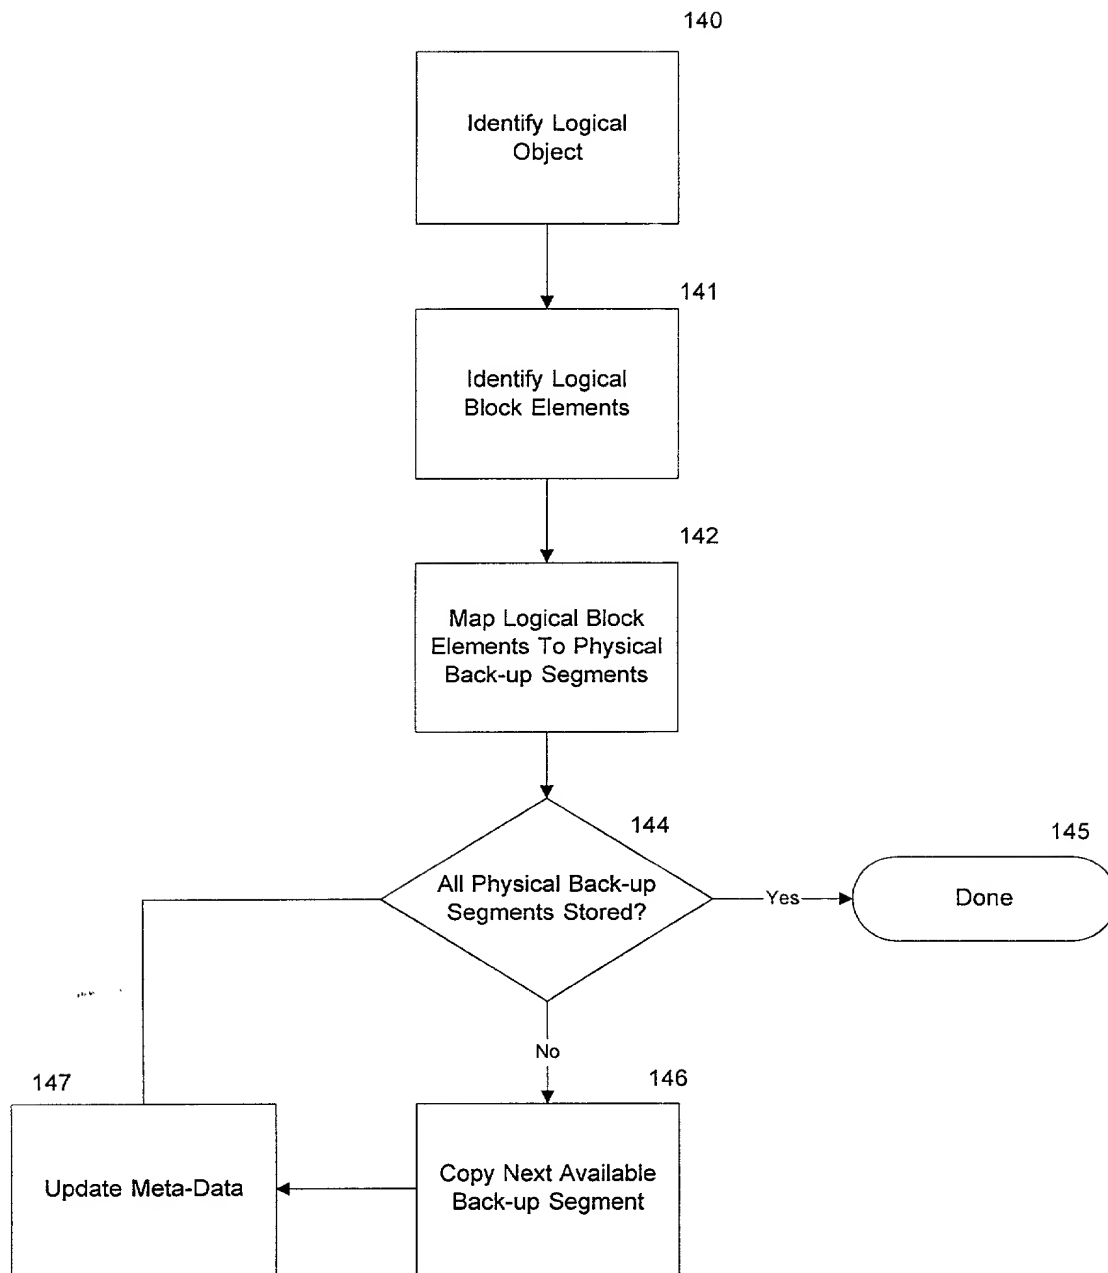 140
Identify Logical
Object
141
Identify Logical
Block Elements
142
Map Logical Block
Elements To Physical
Back-up Segments
144
All Physical Back-up
Segments Stored?
Yes
145
Done
No
147
Update Meta-Data
146
Copy Next Available
Back-up Segment